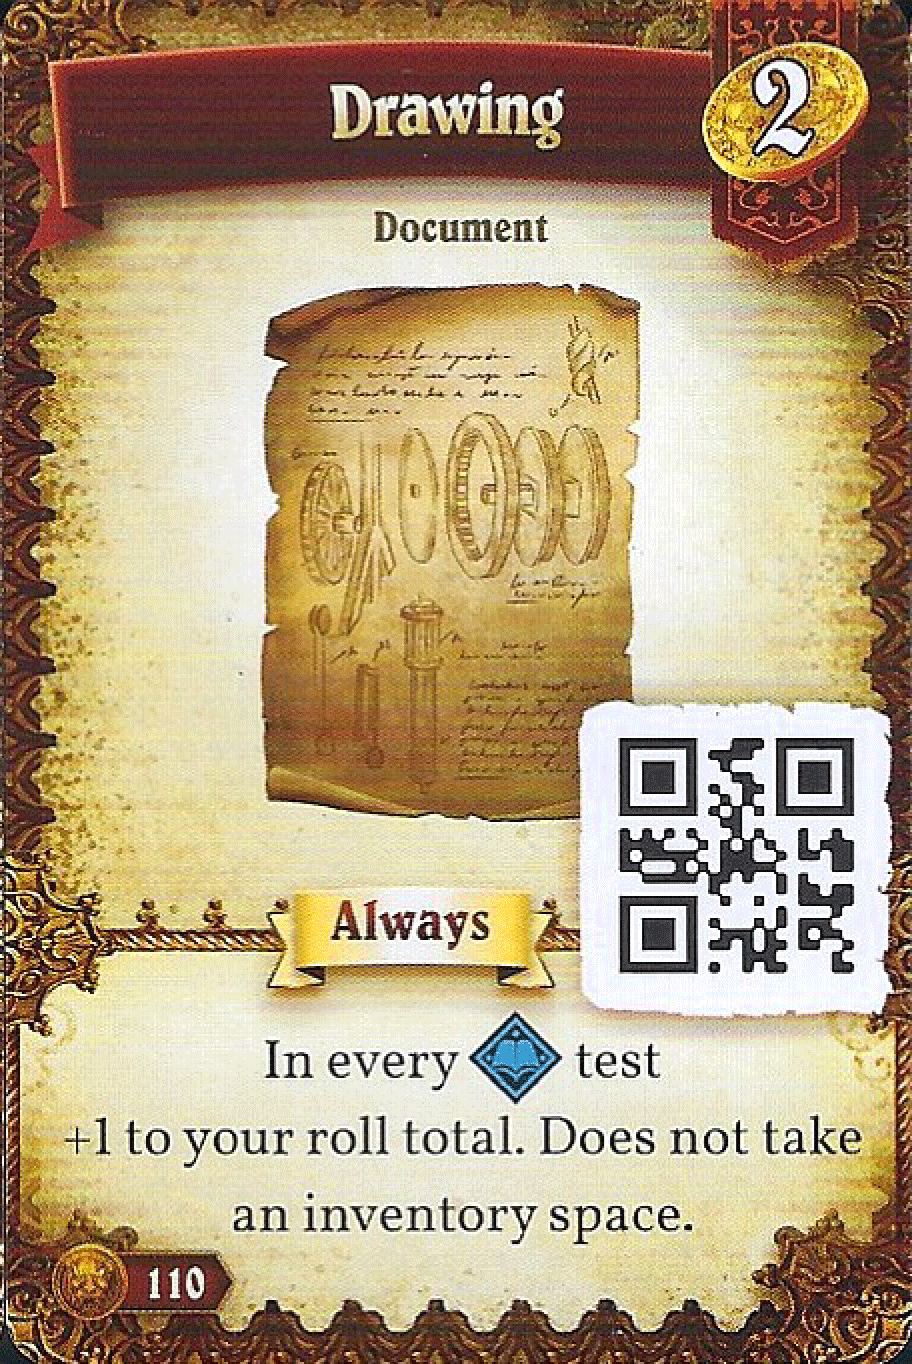 Drawing
2
Document
Always
In every test
+1 to your roll total. Does not take
an inventory space.
110